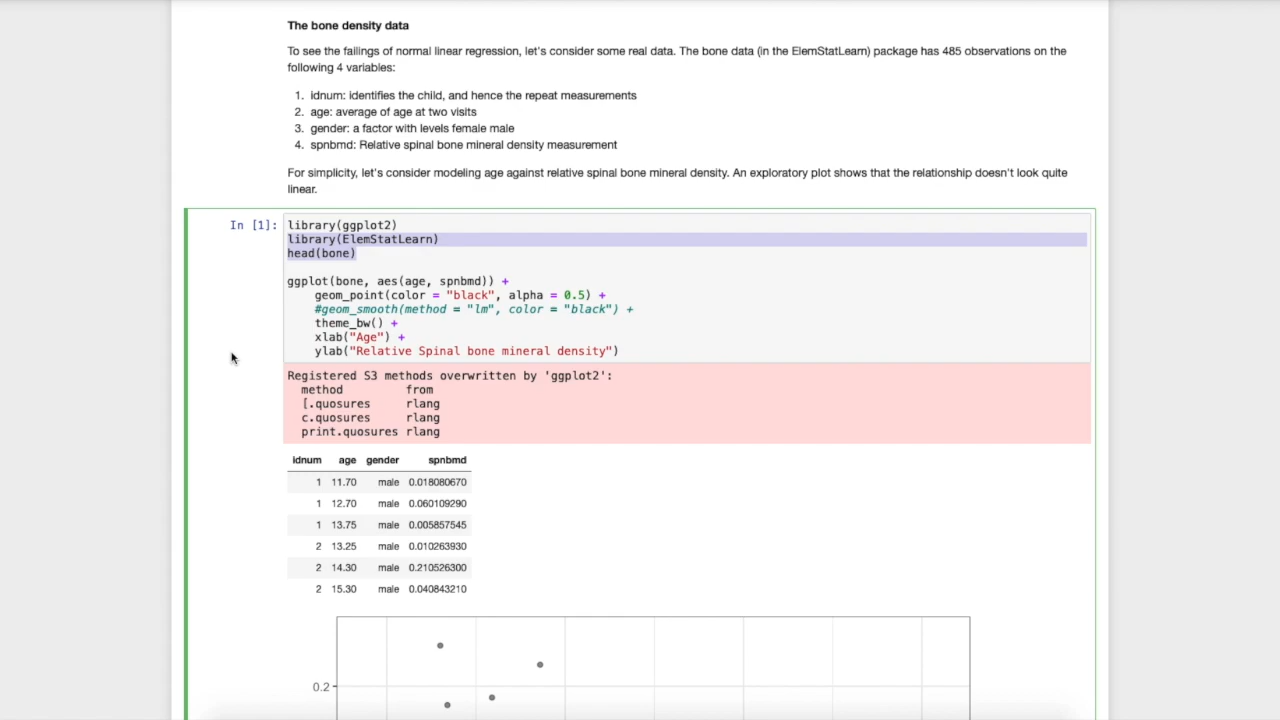 The bone density data
To see the failings of normal linear regression, let's consider some real data. The bone data (in the ElemStatLearn) package has 485 observations on the
following 4 variables:
1. idnum: identifies the child, and hence the repeat measurements
2. age: average of age at two visits
3. gender: a factor with levels female male
4. spnbmd: Relative spinal bone mineral density measurement
For simplicity, let's consider modeling age against relative spinal bone mineral density. An exploratory plot shows that the relationship doesn't look quite
linear.
In [1]: library(ggplot2)
library(ElemStatLearn)
head(bone)
ggplot(bone, aes(age, spnbmd)) +
geom_point(color = "black", alpha = 0.5) +
#geom_smooth(method = "lm", color = "black") +
theme_bw() +
xlab("Age") +
ylab("Relative Spinal bone mineral density")
Registered S3 methods overwritten by 'ggplot2':
method from
[.quosures rlang
c.quosures rlang
print.quosures rlang
idnum age gender spnbmd
1 11.70 male 0.018080670
1 12.70 male 0.060109290
1 13.75 male 0.005857545
2 13.25 male 0.010263930
2 14.30 male 0.210526300
2 15.30 male 0.040843210
0.2